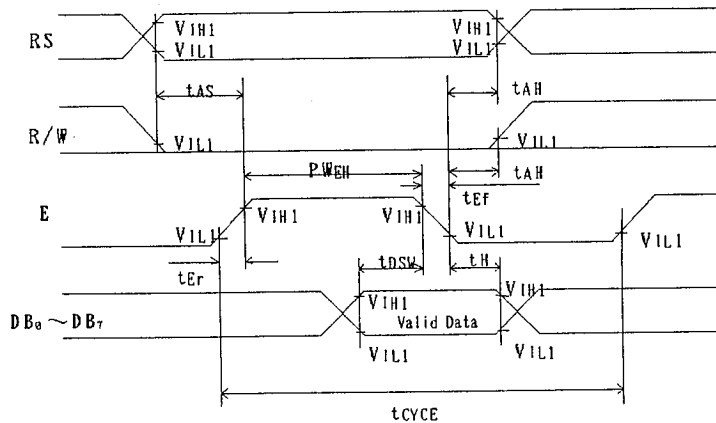 RS
VIH1
VIL1
VIH1
VIL1
tAS
tAH
R/W
VIL1
VIL1
PWEH
tAH
tEf
E
VIH1
VIH1
VIL1
VIL1
VIL1
tEr
tDSW
tH
DB₀～DB₇
VIH1
Valid Data
VIH1
VIL1
VIL1
tCYCE